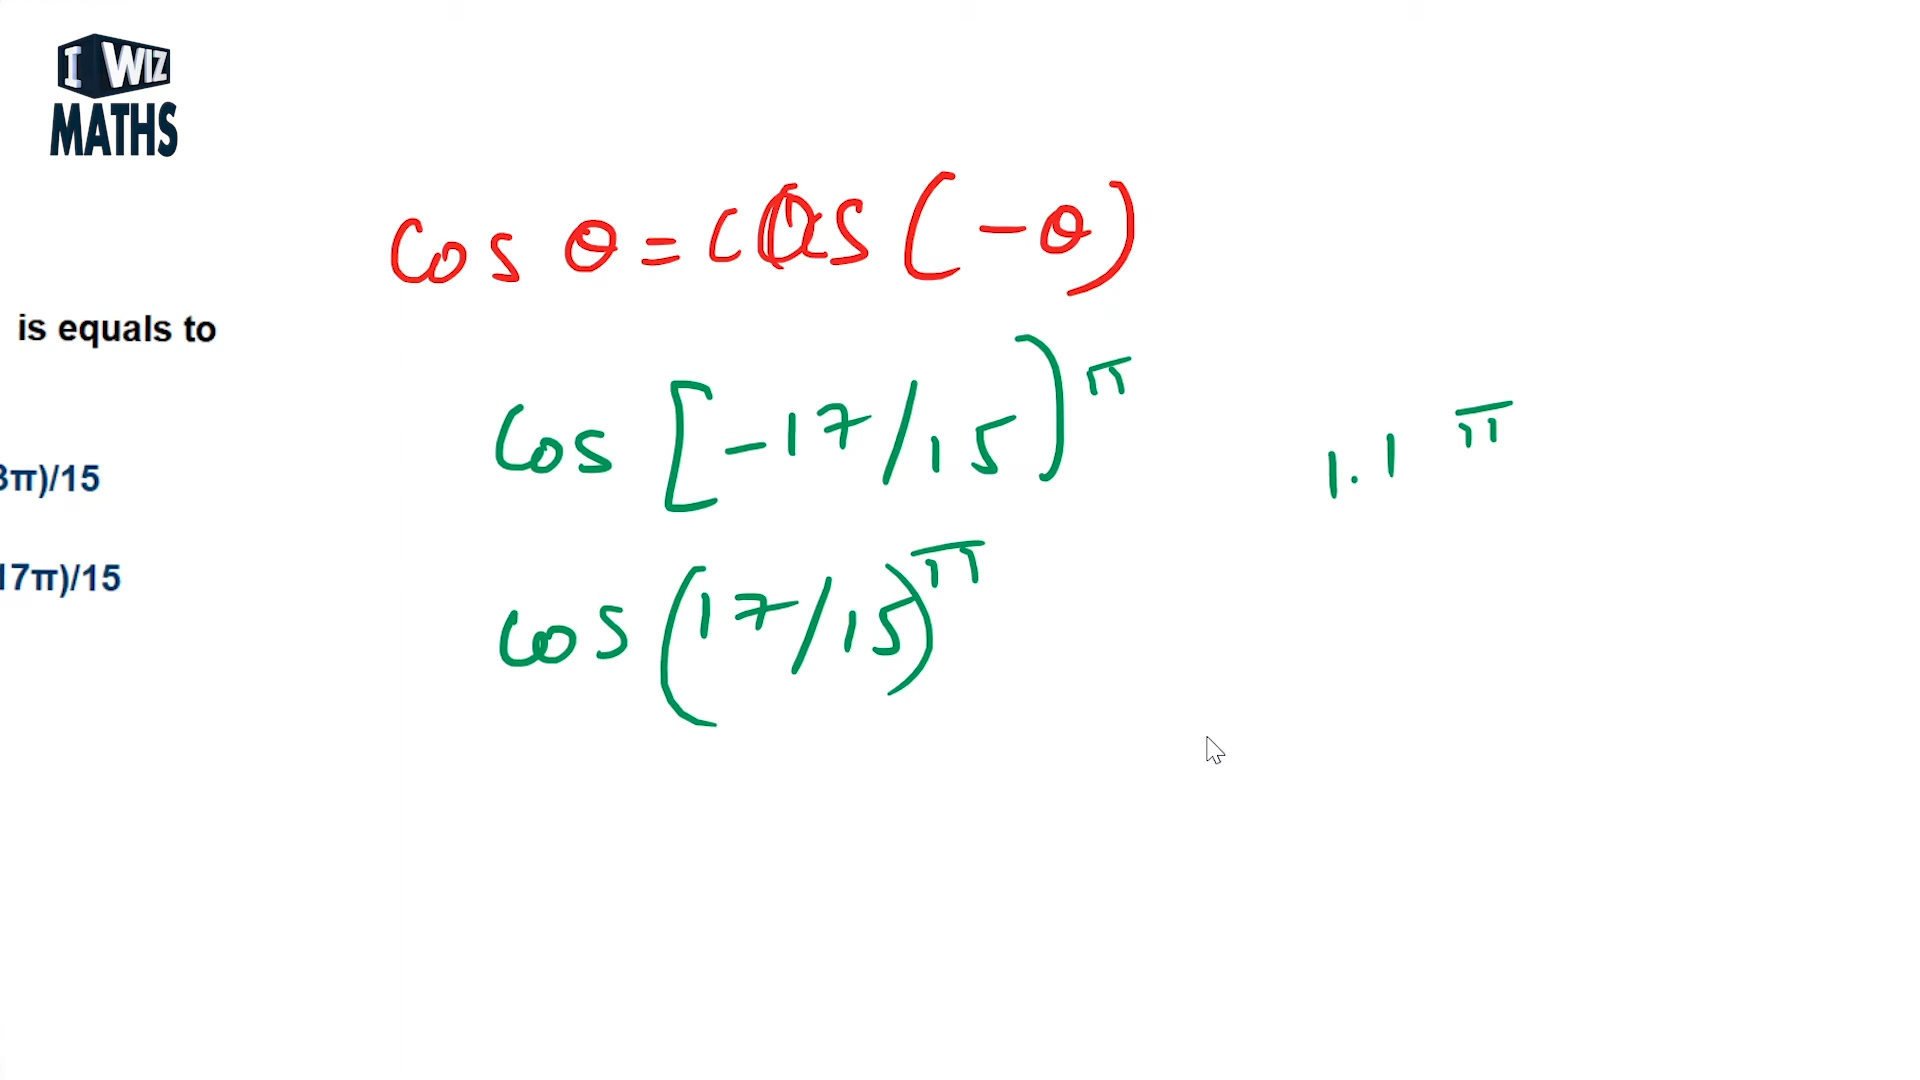 I WIZ
MATHS
cos θ = cos (-θ)
is equals to
cos [-17/15)π
1.1 π
3π)/15
17π)/15
cos (17/15)π